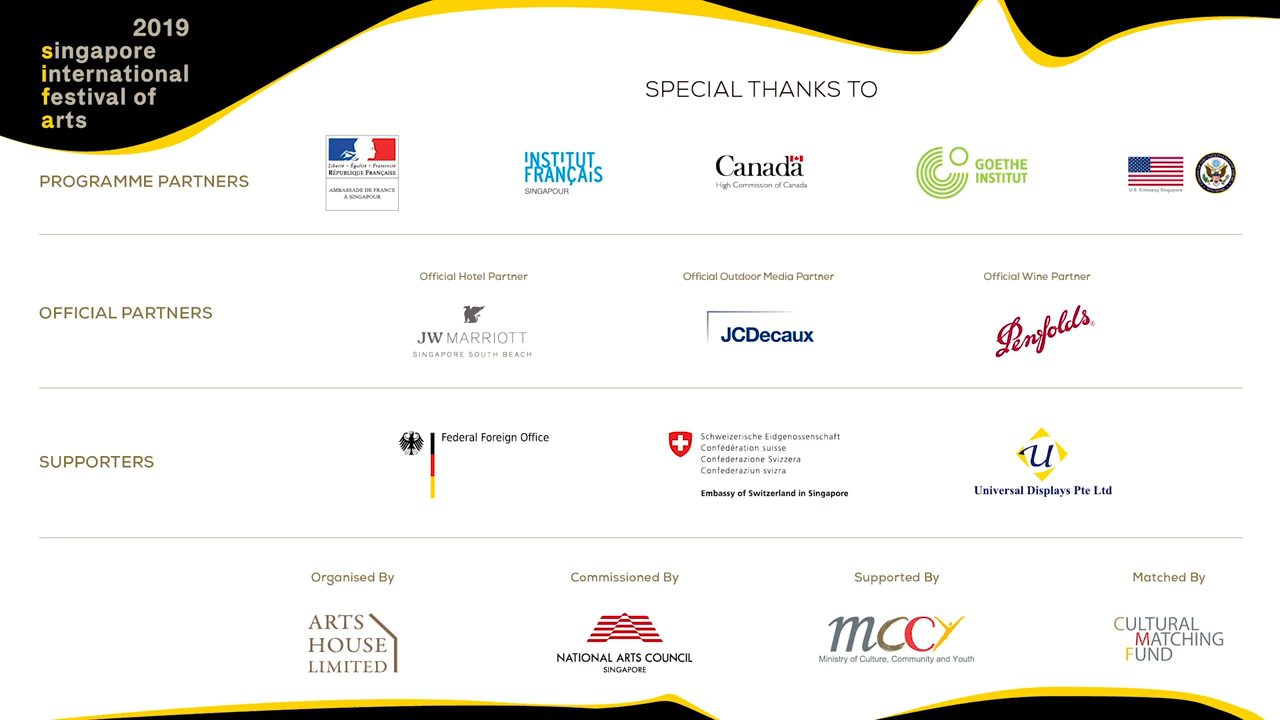 2019
singapore
international
festival of
arts
SPECIAL THANKS TO
PROGRAMME PARTNERS
Liberté • Égalité • Fraternité
RÉPUBLIQUE FRANÇAISE
AMBASSADE DE FRANCE
À SINGAPOUR
INSTITUT
FRANÇAIS
SINGAPOUR
Canada
High Commission of Canada
GOETHE
INSTITUT
U.S. Embassy Singapore
OFFICIAL PARTNERS
Official Hotel Partner
JW MARRIOTT
SINGAPORE SOUTH BEACH
Official Outdoor Media Partner
JCDecaux
Official Wine Partner
Penfolds®
SUPPORTERS
Federal Foreign Office
Schweizerische Eidgenossenschaft
Confédération suisse
Confederazione Svizzera
Confederaziun svizra
Embassy of Switzerland in Singapore
U
Universal Displays Pte Ltd
Organised By
ARTS
HOUSE
LIMITED
Commissioned By
NATIONAL ARTS COUNCIL
SINGAPORE
Supported By
mccy
Ministry of Culture, Community and Youth
Matched By
CULTURAL
MATCHING
FUND